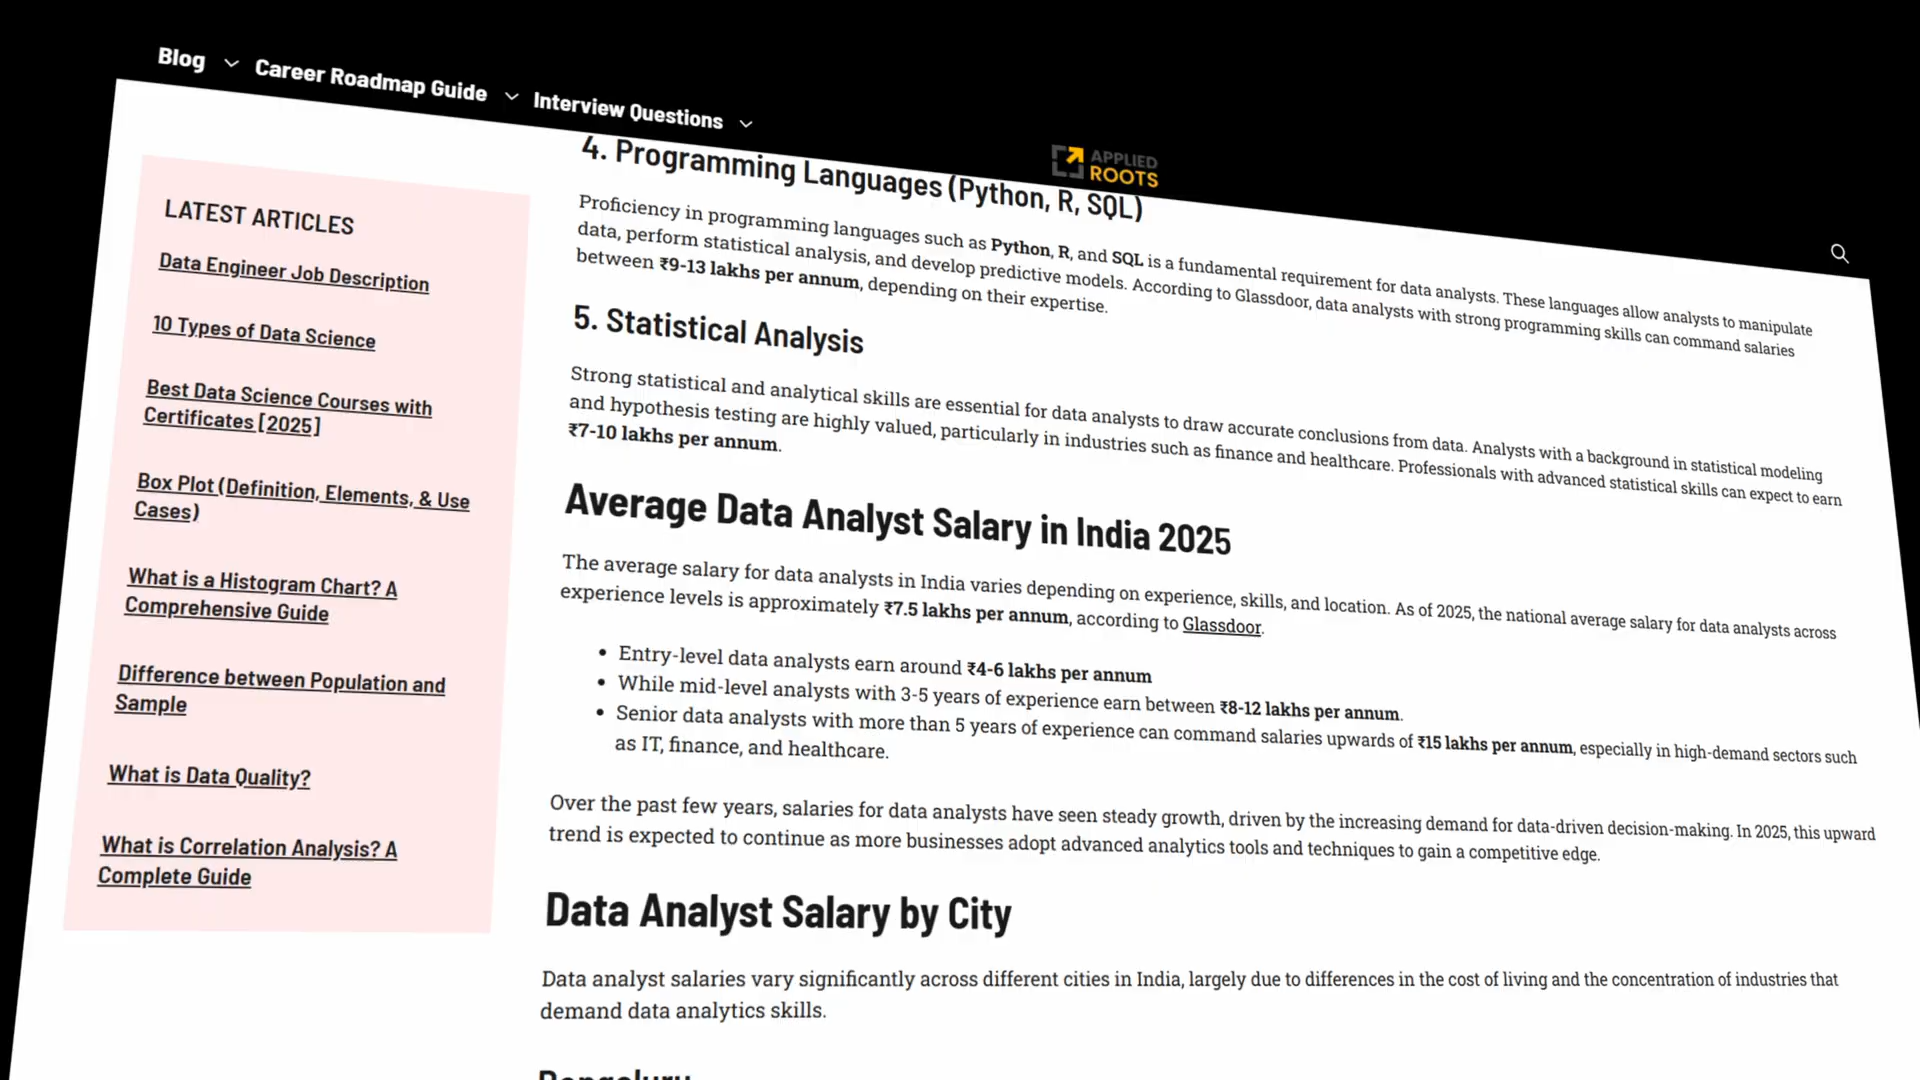 Blog
Career Roadmap Guide
Interview Questions
APPLIED
ROOTS
LATEST ARTICLES
Data Engineer Job Description
10 Types of Data Science
Best Data Science Courses with
Certificates [2025]
Box Plot (Definition, Elements, & Use
Cases)
What is a Histogram Chart? A
Comprehensive Guide
Difference between Population and
Sample
What is Data Quality?
What is Correlation Analysis? A
Complete Guide
4. Programming Languages (Python, R, SQL)
Proficiency in programming languages such as Python, R, and SQL is a fundamental requirement for data analysts. These languages allow analysts to manipulate
data, perform statistical analysis, and develop predictive models. According to Glassdoor, data analysts with strong programming skills can command salaries
between ₹9-13 lakhs per annum, depending on their expertise.
5. Statistical Analysis
Strong statistical and analytical skills are essential for data analysts to draw accurate conclusions from data. Analysts with a background in statistical modeling
and hypothesis testing are highly valued, particularly in industries such as finance and healthcare. Professionals with advanced statistical skills can expect to earn
₹7-10 lakhs per annum.
Average Data Analyst Salary in India 2025
The average salary for data analysts in India varies depending on experience, skills, and location. As of 2025, the national average salary for data analysts across
experience levels is approximately ₹7.5 lakhs per annum, according to Glassdoor.
• Entry-level data analysts earn around ₹4-6 lakhs per annum
• While mid-level analysts with 3-5 years of experience earn between ₹8-12 lakhs per annum.
• Senior data analysts with more than 5 years of experience can command salaries upwards of ₹15 lakhs per annum, especially in high-demand sectors such
as IT, finance, and healthcare.
Over the past few years, salaries for data analysts have seen steady growth, driven by the increasing demand for data-driven decision-making. In 2025, this upward
trend is expected to continue as more businesses adopt advanced analytics tools and techniques to gain a competitive edge.
Data Analyst Salary by City
Data analyst salaries vary significantly across different cities in India, largely due to differences in the cost of living and the concentration of industries that
demand data analytics skills.
Bengaluru